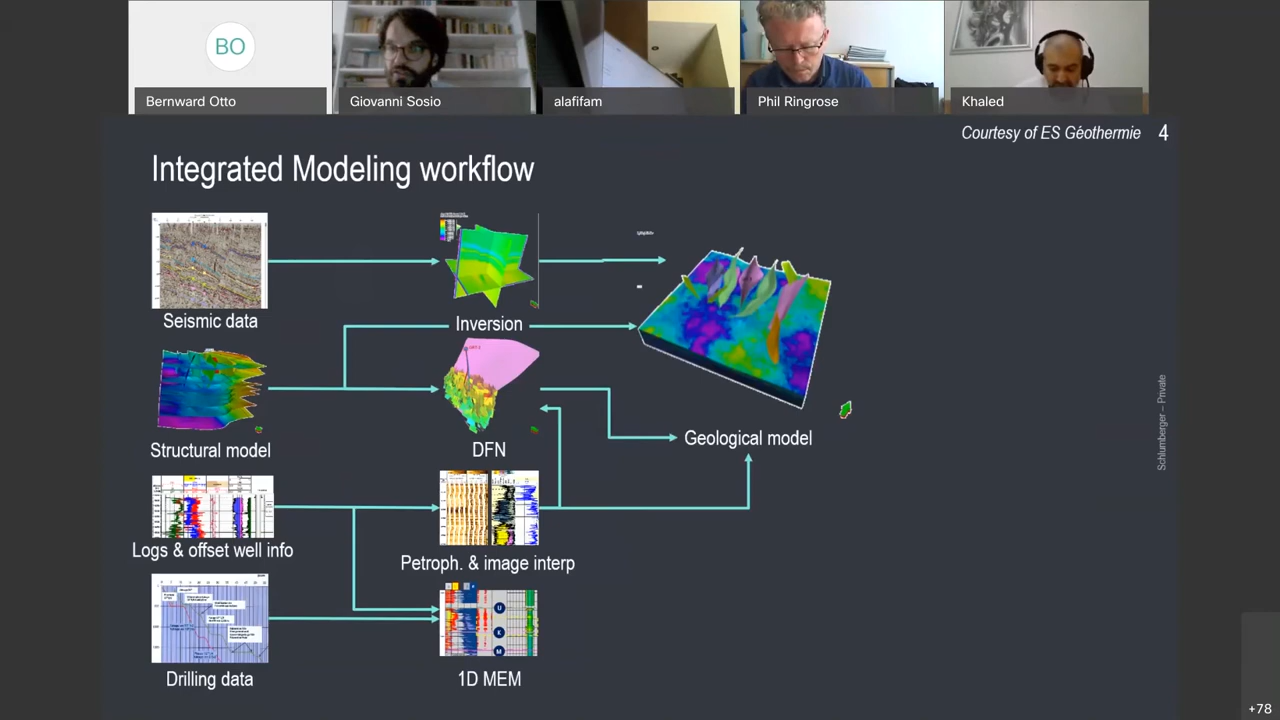 BO
Bernward Otto
Giovanni Sosio
alafifam
Phil Ringrose
Khaled
Courtesy of ES Géothermie 4
Integrated Modeling workflow
Seismic data
Inversion
Structural model
DFN
Geological model
Logs & offset well info
Petroph. & image interp
U
K
M
Drilling data
1D MEM
Schlumberger – Private
+78